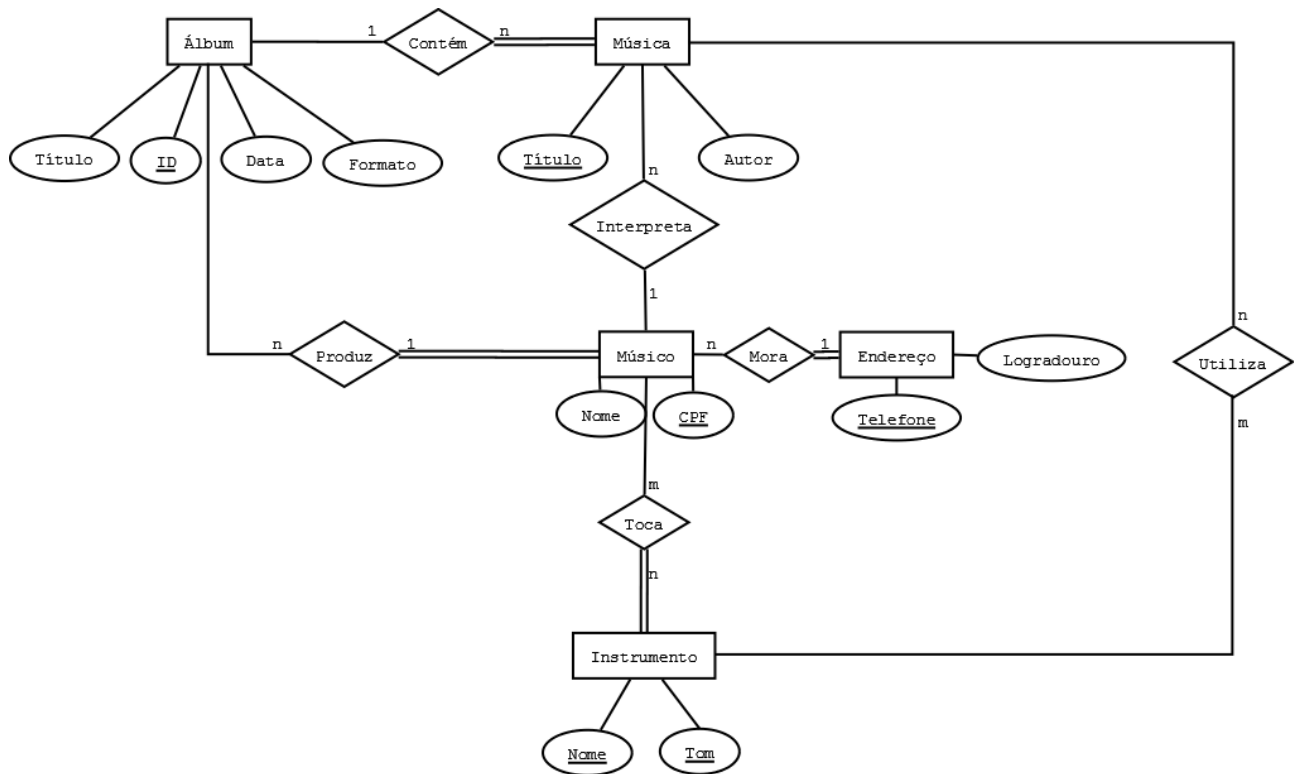 Álbum
1
Contém
n
Música
Título
ID
Data
Formato
Título
Autor
n
Interpreta
1
n
Produz
1
Músico
n
Mora
1
Endereço
Logradouro
n
Utiliza
m
Nome
CPF
Telefone
m
Toca
n
Instrumento
Nome
Tom